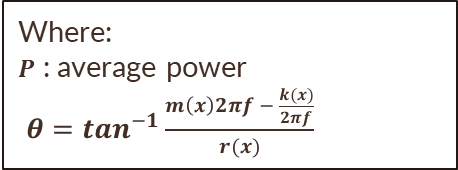 Where:
P : average power
θ = tan⁻¹ (m(x)2πf − k(x)/2πf) / r(x)